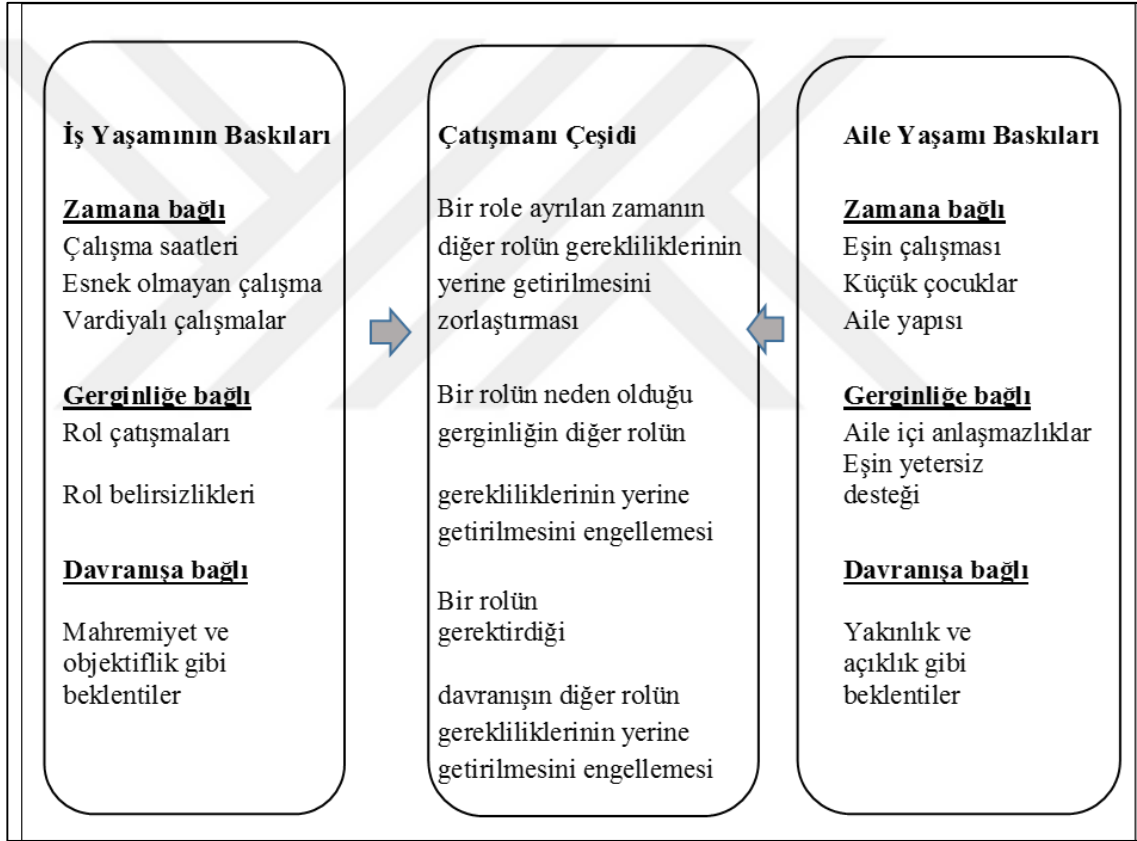 İş Yaşamının Baskıları
Zamana bağlı
Çalışma saatleri
Esnek olmayan çalışma
Vardiyalı çalışmalar
Gerginliğe bağlı
Rol çatışmaları
Rol belirsizlikleri
Davranışa bağlı
Mahremiyet ve
objektiflik gibi
beklentiler
Çatışmanı Çeşidi
Bir role ayrılan zamanın
diğer rolün gerekliliklerinin
yerine getirilmesini
zorlaştırması
Bir rolün neden olduğu
gerginliğin diğer rolün
gerekliliklerinin yerine
getirilmesini engellemesi
Bir rolün
gerektirdiği
davranışın diğer rolün
gerekliliklerinin yerine
getirilmesini engellemesi
Aile Yaşamı Baskıları
Zamana bağlı
Eşin çalışması
Küçük çocuklar
Aile yapısı
Gerginliğe bağlı
Aile içi anlaşmazlıklar
Eşin yetersiz
desteği
Davranışa bağlı
Yakınlık ve
açıklık gibi
beklentiler